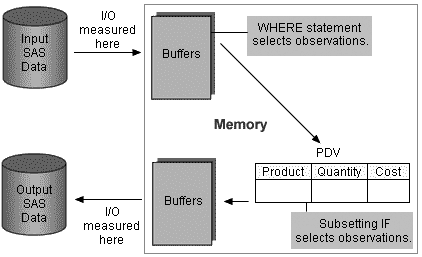 Input
SAS
Data
I/O
measured
here
Buffers
WHERE statement
selects observations.
Memory
PDV
Product Quantity Cost
Subsetting IF
selects observations.
Buffers
I/O
measured
here
Output
SAS
Data